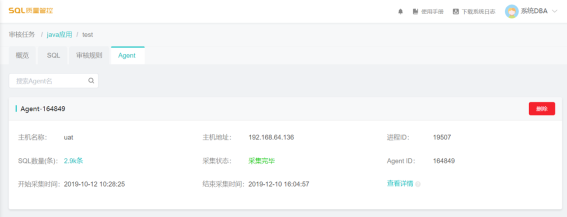 SQL质量管控 使用手册 下载系统日志 系统DBA
审核任务 / java应用 / test
概览 SQL 审核规则 Agent
搜索Agent名
Agent-164849 删除
主机名称: uat 主机地址: 192.168.64.136 进程ID: 19507
SQL数量(条): 2.9k条 采集状态: 采集完毕 Agent ID: 164849
开始采集时间: 2019-10-12 10:28:25 结束采集时间: 2019-12-10 16:04:57 查看详情